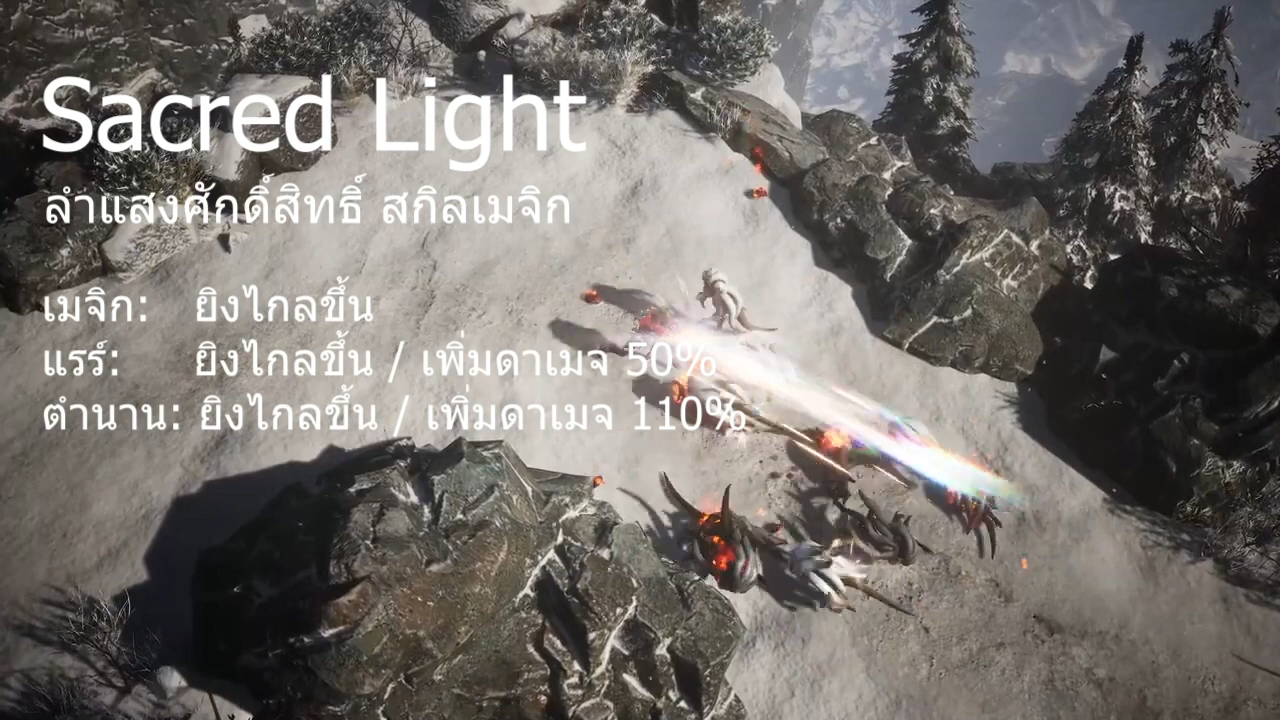 Sacred Light
ลำแสงศักดิ์สิทธิ์ สกิลเมจิก
เมจิก: ยิงไกลขึ้น
แรร์: ยิงไกลขึ้น / เพิ่มดาเมจ 50%
ตำนาน: ยิงไกลขึ้น / เพิ่มดาเมจ 110%